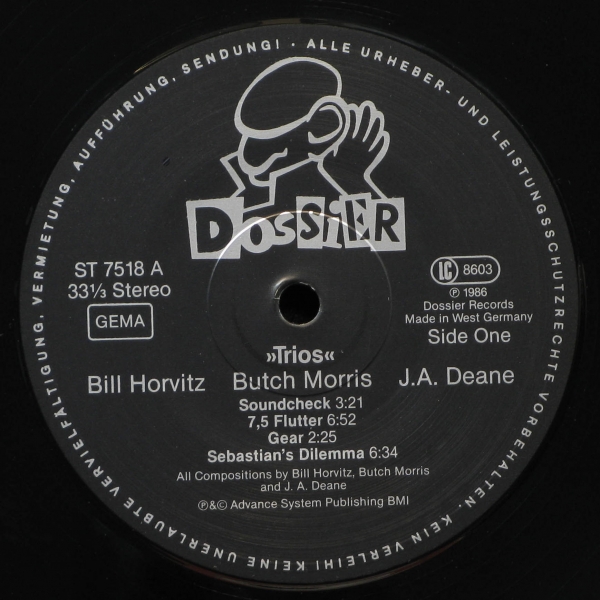 ALLE URHEBER- UND LEISTUNGSSCHUTZRECHTE VORBEHALTEN. KEIN VERLEIH! KEINE UNERLAUBTE VERVIELFÄLTIGUNG, VERMIETUNG, AUFFÜHRUNG, SENDUNG! ·
DOSSiER
ST 7518 A
33⅓ Stereo
GEMA
LC 8603
℗ 1986
Dossier Records
Made in West Germany
Side One
»Trios«
Bill Horvitz Butch Morris J.A. Deane
Soundcheck 3:21
7,5 Flutter 6:52
Gear 2:25
Sebastian's Dilemma 6:34
All Compositions by Bill Horvitz, Butch Morris
and J. A. Deane
℗&© Advance System Publishing BMI